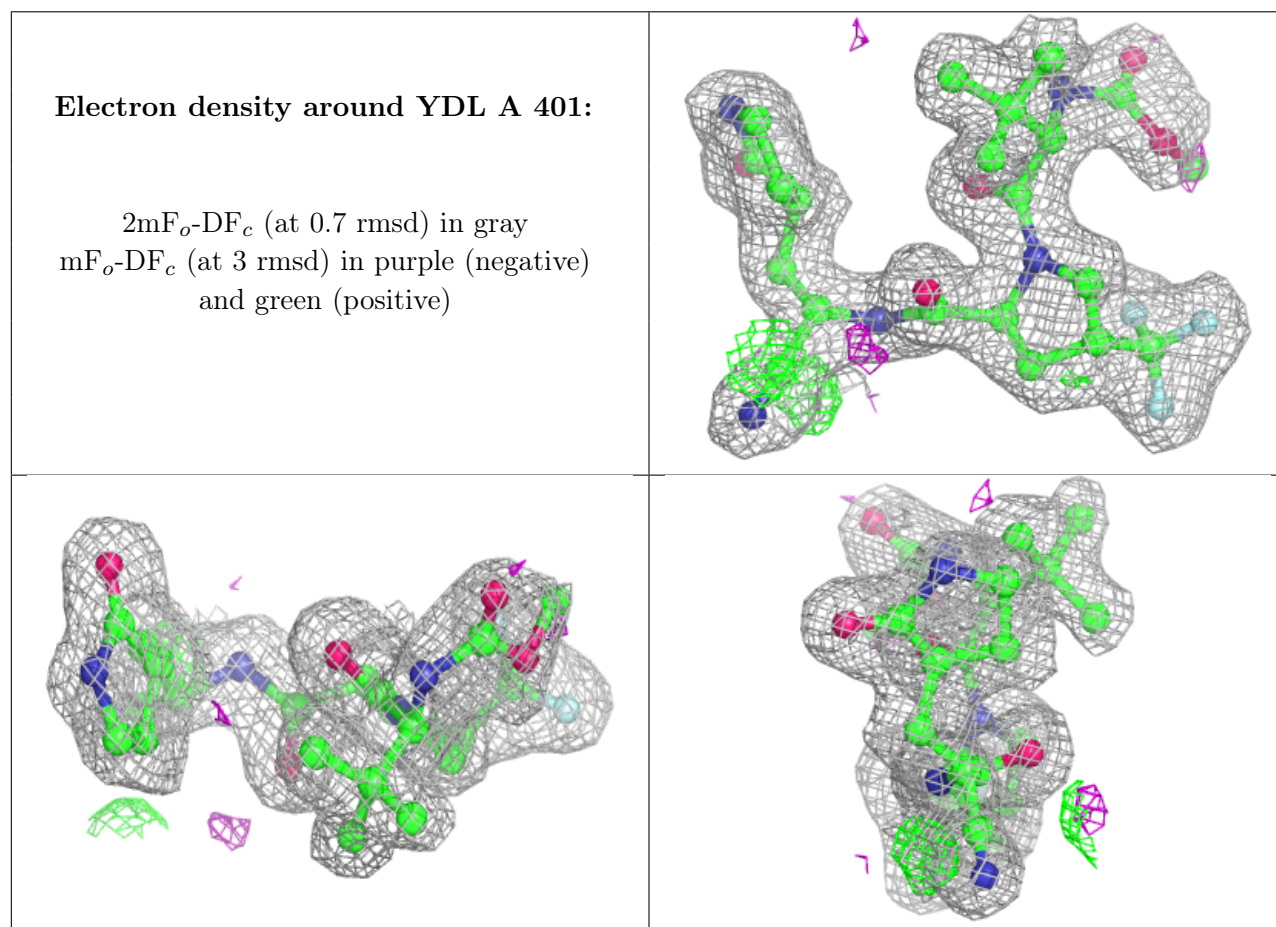 Electron density around YDL A 401:
2mFₒ-DF𝒸 (at 0.7 rmsd) in gray
mFₒ-DF𝒸 (at 3 rmsd) in purple (negative)
and green (positive)